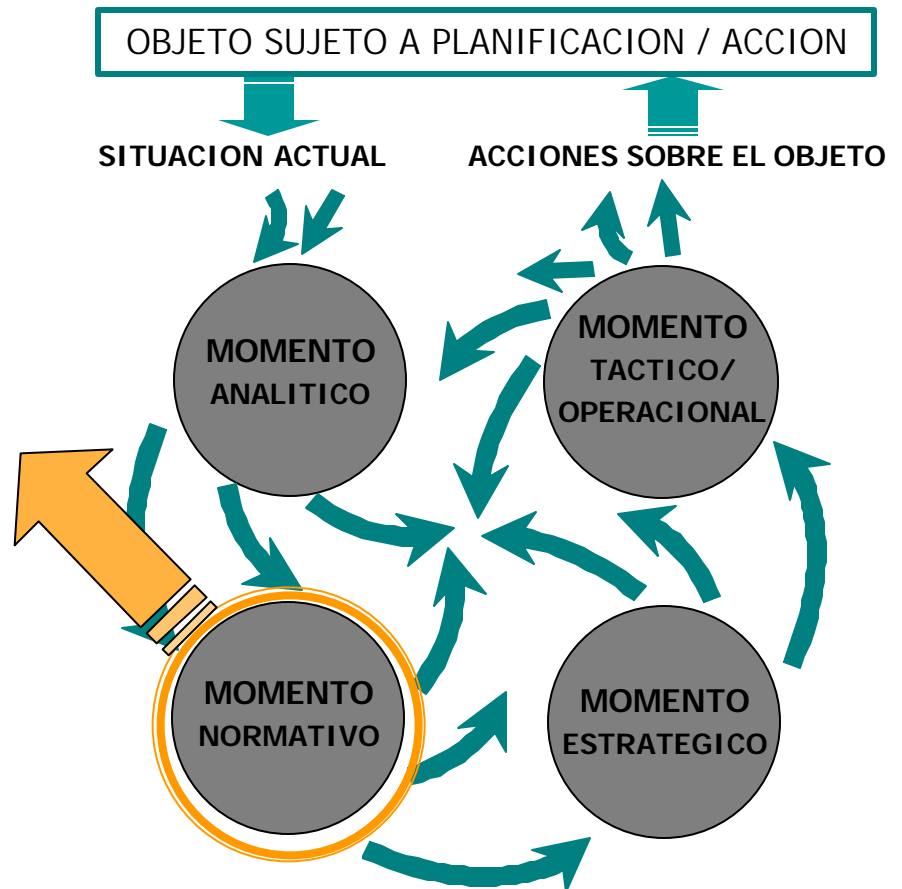 OBJETO SUJETO A PLANIFICACION / ACCION
SITUACION ACTUAL
ACCIONES SOBRE EL OBJETO
MOMENTO
ANALITICO
MOMENTO
TACTICO/
OPERACIONAL
MOMENTO
NORMATIVO
MOMENTO
ESTRATEGICO